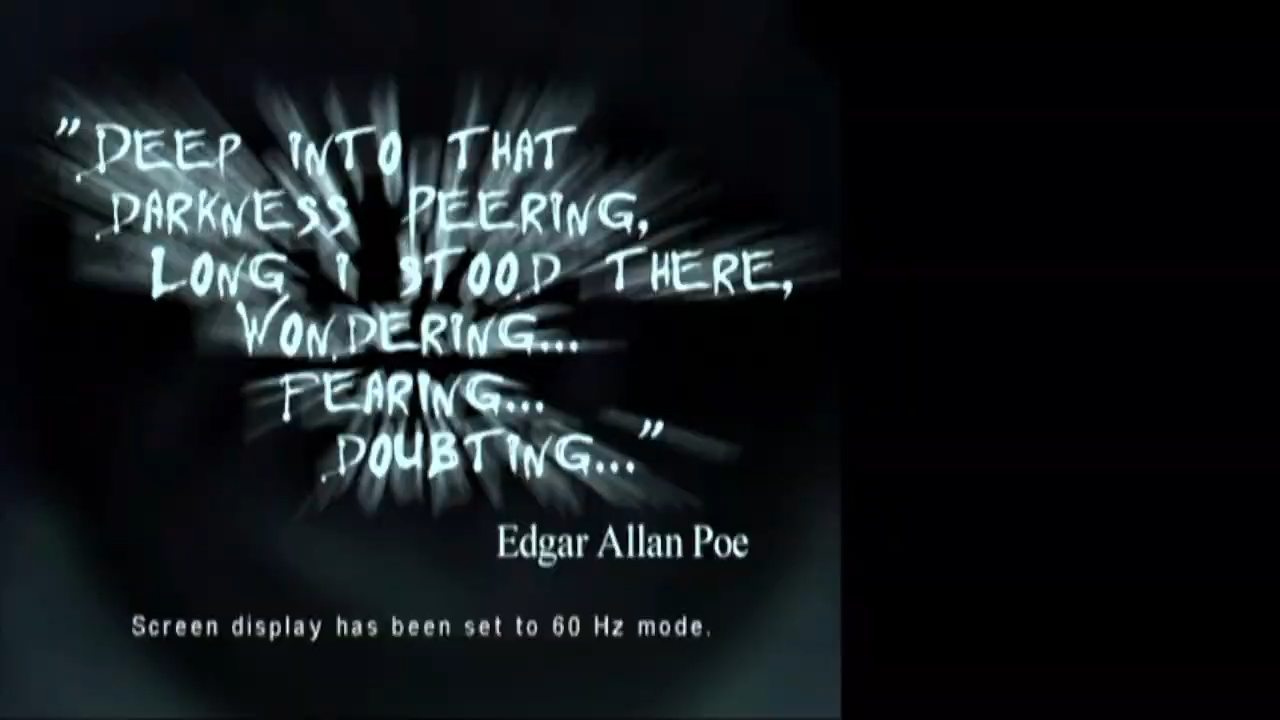 "DEEP INTO THAT
DARKNESS PEERING,
LONG I STOOD THERE,
WONDERING...
FEARING...
DOUBTING..."
Edgar Allan Poe
Screen display has been set to 60 Hz mode.